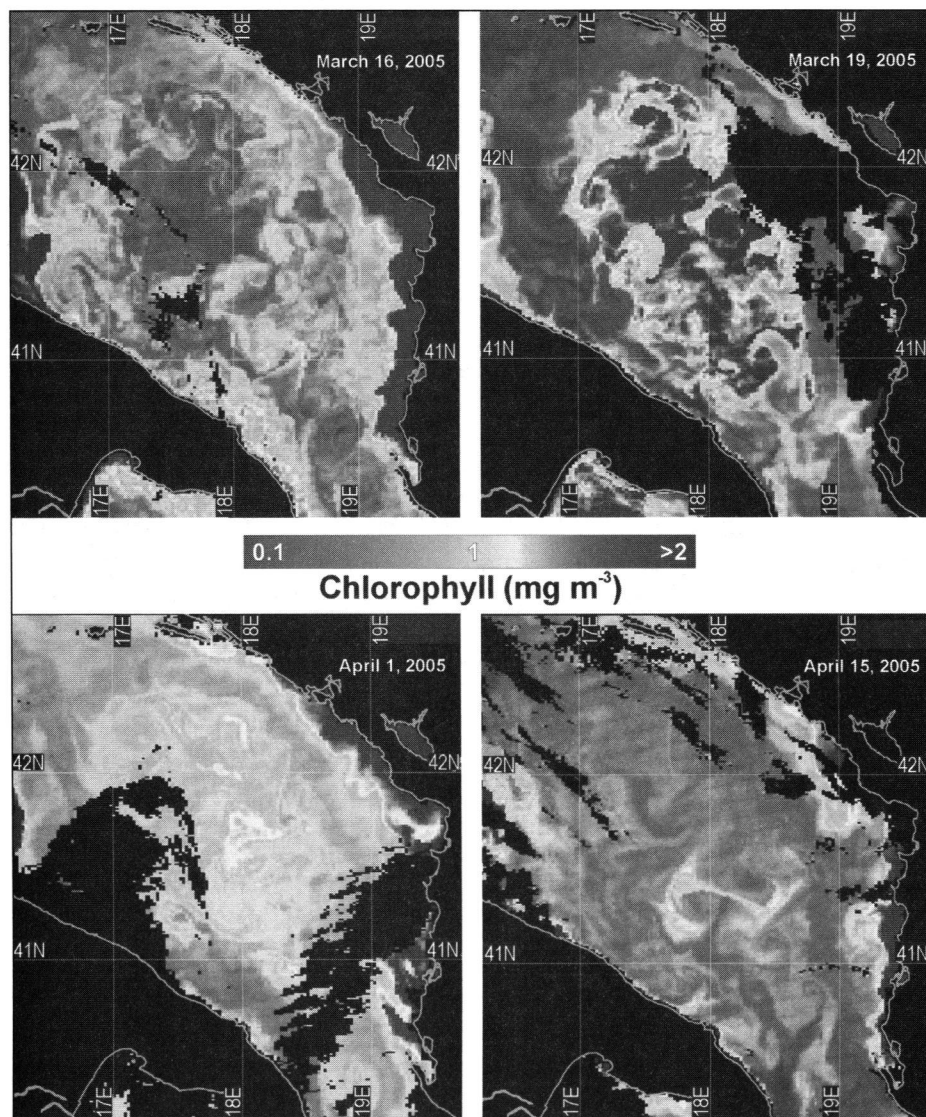 17E
18E
19E
March 16, 2005
42N
42N
41N
41N
17E
18E
19E
17E
18E
19E
March 19, 2005
42N
42N
41N
41N
17E
18E
19E
0.1 1 >2
Chlorophyll (mg m⁻³)
17E
18E
19E
April 1, 2005
42N
42N
41N
41N
17E
18E
19E
17E
18E
19E
April 15, 2005
42N
42N
41N
41N
17E
18E
19E